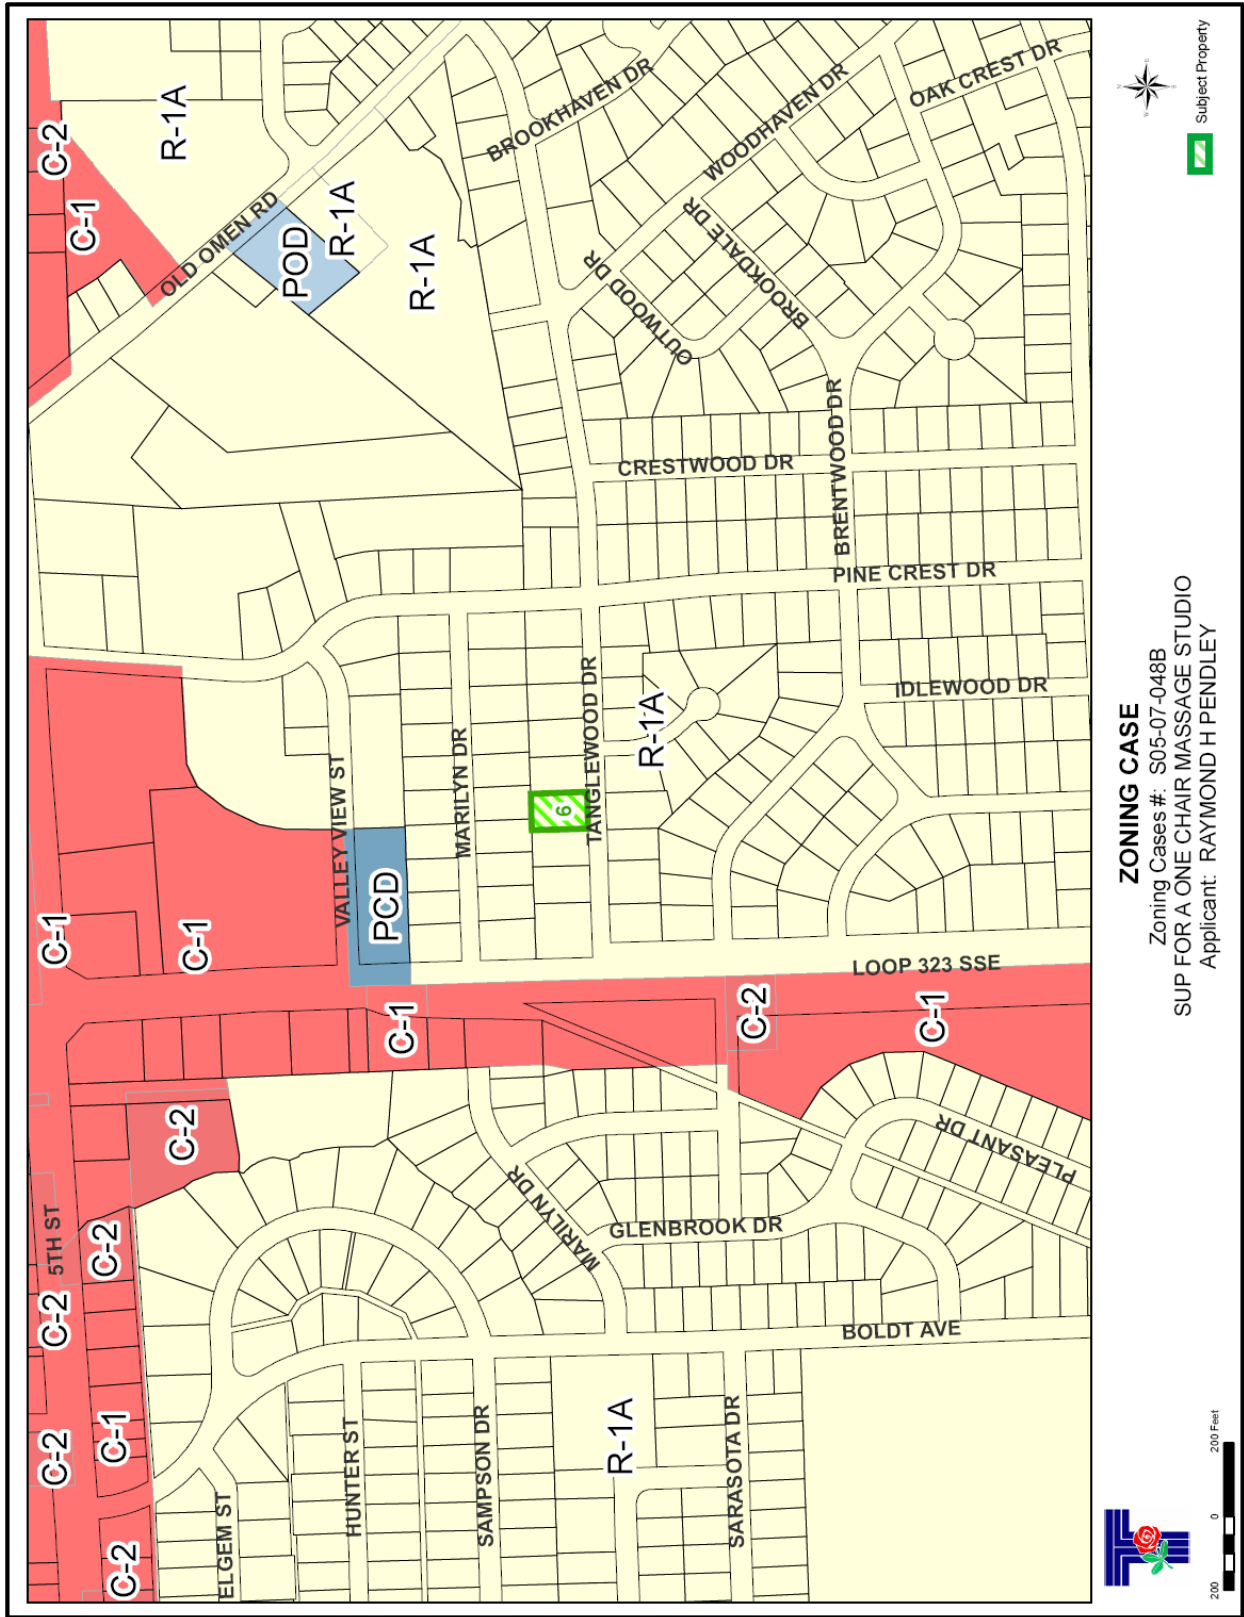 C-2
C-1
R-1A
OLD OMEN RD
POD
R-1A
R-1A
BROOKHAVEN DR
WOODHAVEN DR
OAK CREST DR
OUTWOOD DR
BROOKDALE DR
CRESTWOOD DR
BRENTWOOD DR
PINE CREST DR
IDLEWOOD DR
TANGLEWOOD DR
R-1A
6
MARILYN DR
VALLEY VIEW ST
PCD
C-1
C-1
LOOP 323 SSE
C-1
C-2
C-1
C-2
5TH ST
C-2
C-2
C-1
C-2
C-2
MARILYN DR
GLENBROOK DR
PLEASANT DR
BOLDT AVE
ELGEM ST
HUNTER ST
SAMPSON DR
R-1A
SARASOTA DR
ZONING CASE
Zoning Cases #: S05-07-048B
SUP FOR A ONE CHAIR MASSAGE STUDIO
Applicant: RAYMOND H PENDLEY
Subject Property
200 0 200 Feet